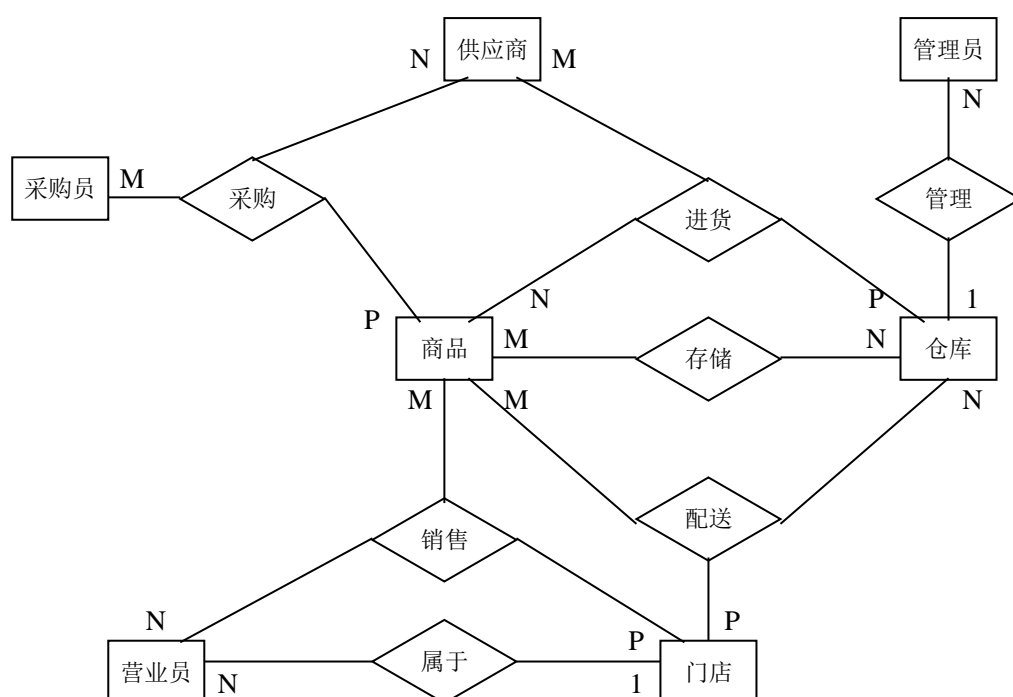 N 供应商 M 管理员
N
采购员 M 采购 进货 管理
N P 1
P 商品 M 存储 N 仓库
M M N
销售 配送
N P P
营业员 N 属于 1 门店